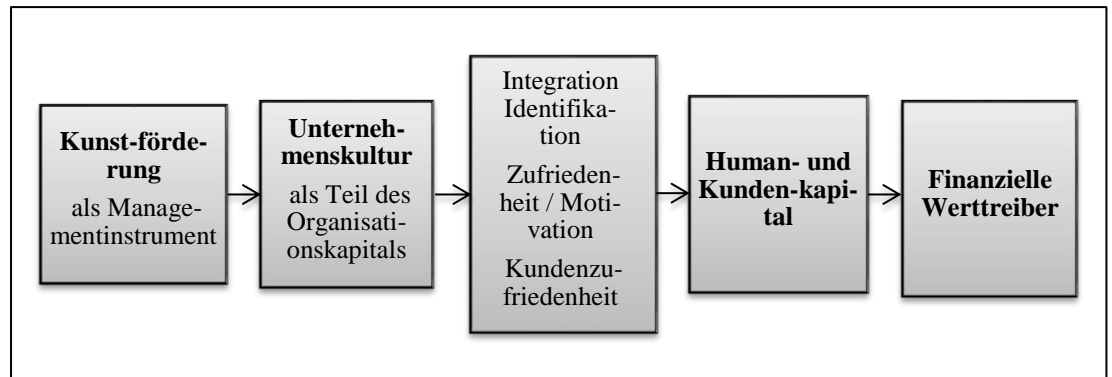 Kunst-förde-
rung
als Manage-
mentinstrument
Unterneh-
menskultur
als Teil des
Organisati-
onskapitals
Integration
Identifika-
tion
Zufrieden-
heit / Moti-
vation
Kundenzu-
friedenheit
Human- und
Kunden-kapi-
tal
Finanzielle
Werttreiber